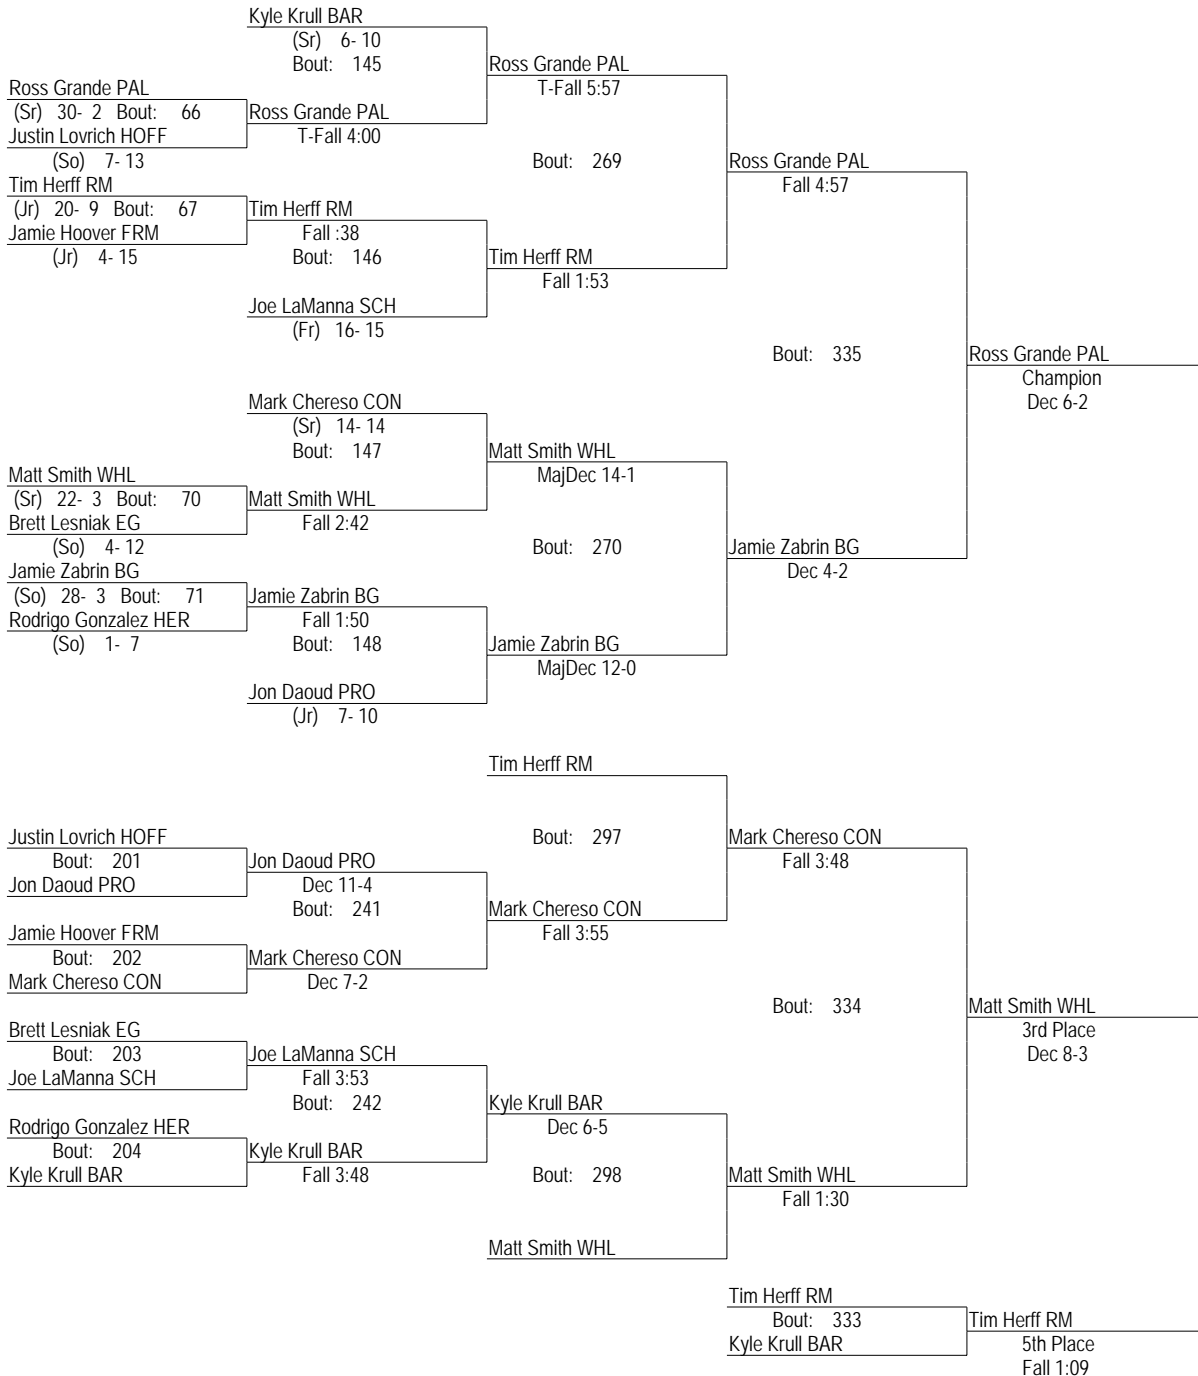 Kyle Krull BAR
(Sr) 6- 10
Bout: 145
Ross Grande PAL
T-Fall 5:57
Ross Grande PAL
(Sr) 30- 2 Bout: 66
Ross Grande PAL
Justin Lovrich HOFF
T-Fall 4:00
(So) 7- 13
Bout: 269
Ross Grande PAL
Tim Herff RM
Fall 4:57
(Jr) 20- 9 Bout: 67
Tim Herff RM
Jamie Hoover FRM
Fall :38
(Jr) 4- 15
Bout: 146
Tim Herff RM
Fall 1:53
Joe LaManna SCH
(Fr) 16- 15
Bout: 335
Ross Grande PAL
Champion
Dec 6-2
Mark Chereso CON
(Sr) 14- 14
Bout: 147
Matt Smith WHL
MajDec 14-1
Matt Smith WHL
(Sr) 22- 3 Bout: 70
Matt Smith WHL
Brett Lesniak EG
Fall 2:42
(So) 4- 12
Bout: 270
Jamie Zabrin BG
Dec 4-2
Jamie Zabrin BG
(So) 28- 3 Bout: 71
Jamie Zabrin BG
Rodrigo Gonzalez HER
Fall 1:50
(So) 1- 7
Bout: 148
Jamie Zabrin BG
MajDec 12-0
Jon Daoud PRO
(Jr) 7- 10
Tim Herff RM
Justin Lovrich HOFF
Bout: 297
Mark Chereso CON
Fall 3:48
Bout: 201
Jon Daoud PRO
Jon Daoud PRO
Dec 11-4
Bout: 241
Mark Chereso CON
Fall 3:55
Jamie Hoover FRM
Bout: 202
Mark Chereso CON
Mark Chereso CON
Dec 7-2
Bout: 334
Matt Smith WHL
3rd Place
Dec 8-3
Brett Lesniak EG
Bout: 203
Joe LaManna SCH
Joe LaManna SCH
Fall 3:53
Bout: 242
Kyle Krull BAR
Dec 6-5
Rodrigo Gonzalez HER
Bout: 204
Kyle Krull BAR
Kyle Krull BAR
Fall 3:48
Bout: 298
Matt Smith WHL
Fall 1:30
Matt Smith WHL
Tim Herff RM
Bout: 333
Tim Herff RM
Kyle Krull BAR
5th Place
Fall 1:09